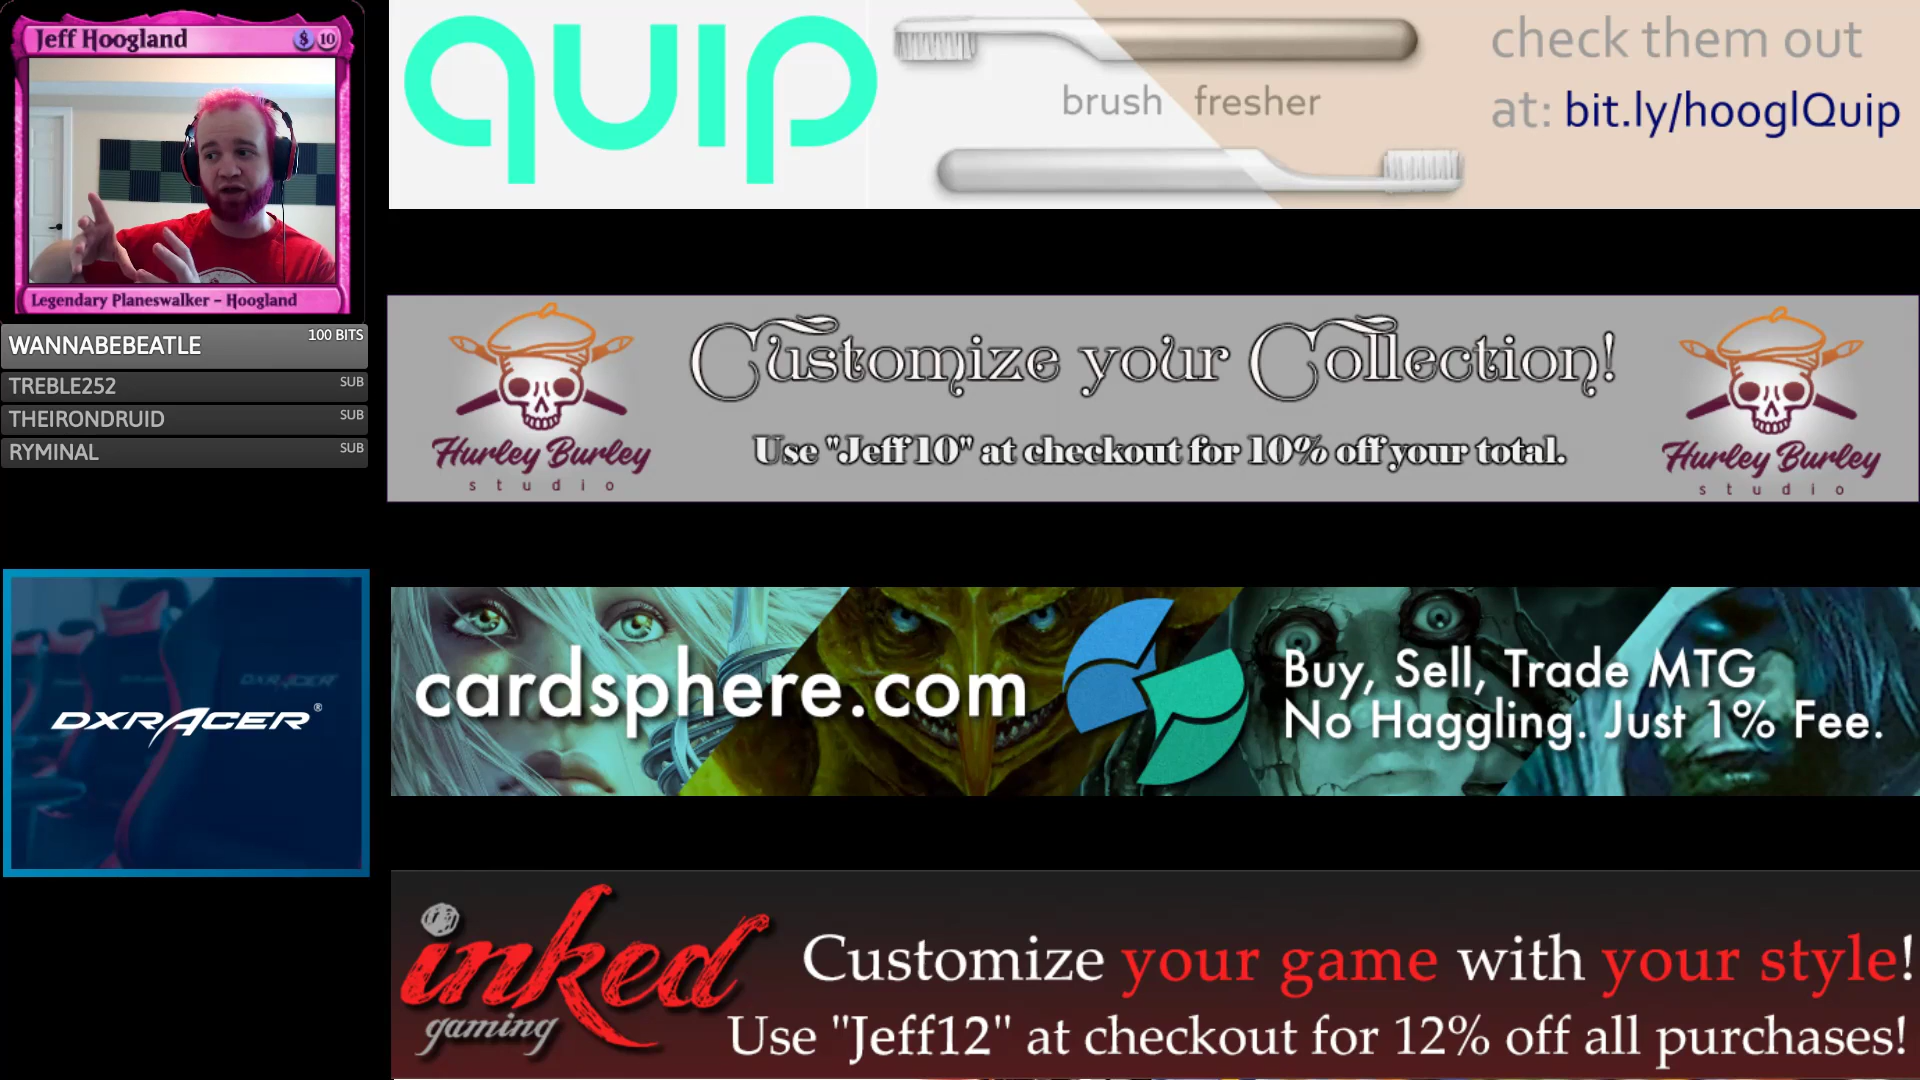 Jeff Hoogland
8 10
Legendary Planeswalker – Hoogland
WANNABEBEATLE 100 BITS
TREBLE252 SUB
THEIRONDRUID SUB
RYMINAL SUB
DXRACER®
DXRACER
quip
brush fresher
check them out
at: bit.ly/hooglQuip
Hurley Burley
studio
Customize your Collection!
Use "Jeff10" at checkout for 10% off your total.
Hurley Burley
studio
cardsphere.com
Buy, Sell, Trade MTG
No Haggling. Just 1% Fee.
inked
gaming
Customize your game with your style!
Use "Jeff12" at checkout for 12% off all purchases!